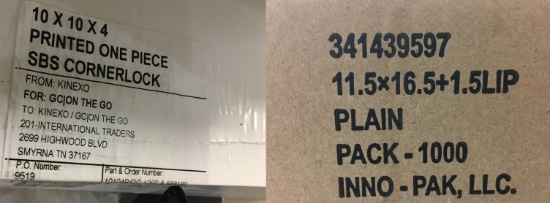 10 X 10 X 4
PRINTED ONE PIECE
SBS CORNERLOCK
FROM: KINEXO
FOR: GC|ON THE GO
TO: KINEXO / GC|ON THE GO
201-INTERNATIONAL TRADERS
2699 HIGHWOOD BLVD
SMYRNA TN 37167
P.O. Number:
9519
Part & Order Number:
341439597
11.5×16.5+1.5LIP
PLAIN
PACK - 1000
INNO - PAK, LLC.